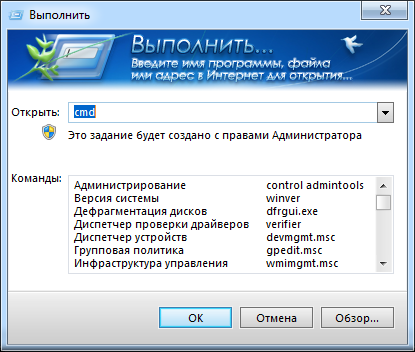 Выполнить
Выполнить...
Введите имя программы, файла
или адрес в Интернет для открытия...
Открыть: cmd
Это задание будет создано с правами Администратора
Команды:
Администрирование control admintools
Версия системы winver
Дефрагментация дисков dfrgui.exe
Диспетчер проверки драйверов verifier
Диспетчер устройств devmgmt.msc
Групповая политика gpedit.msc
Инфраструктура управления wmimgmt.msc
OK Отмена Обзор...